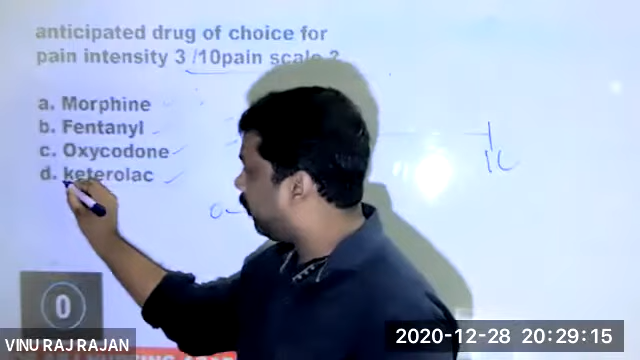 anticipated drug of choice for
pain intensity 3 /10pain scale ?
a. Morphine
b. Fentanyl
c. Oxycodone
d. keterolac
0
VINU RAJ RAJAN
2020-12-28 20:29:15